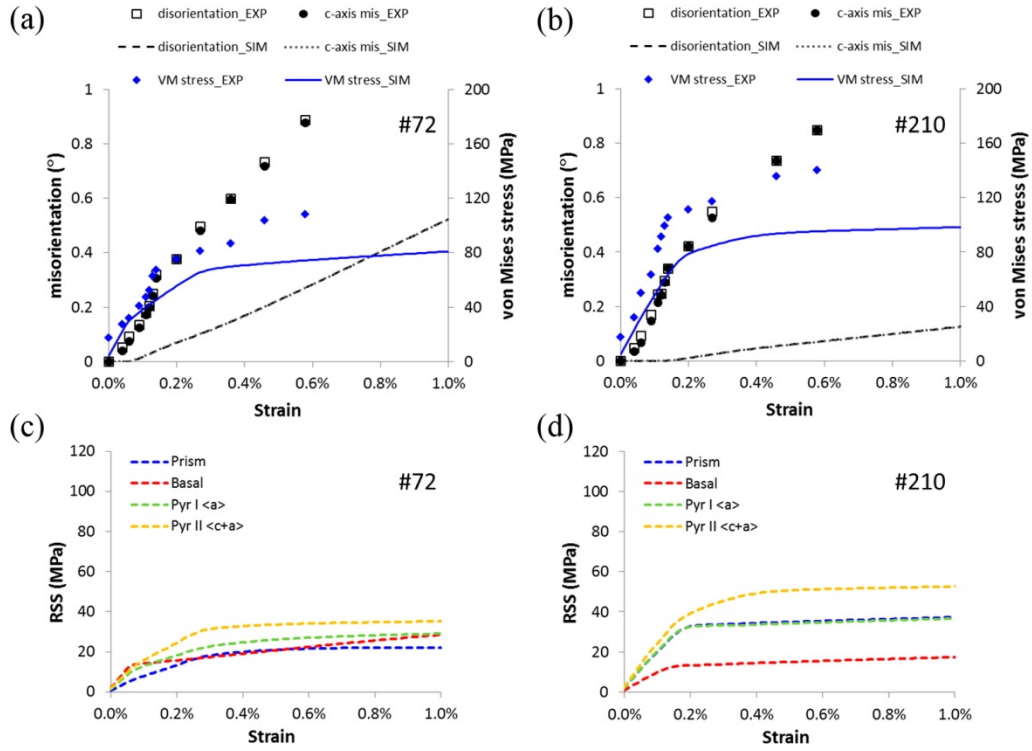 (a)
disorientation_EXP c-axis mis_EXP
disorientation_SIM c-axis mis_SIM
VM stress_EXP VM stress_SIM
#72
misorientation (°)
1
0.8
0.6
0.4
0.2
0
200
160
120
80
40
0
von Mises stress (MPa)
0.0% 0.2% 0.4% 0.6% 0.8% 1.0%
Strain
(b)
disorientation_EXP c-axis mis_EXP
disorientation_SIM c-axis mis_SIM
VM stress_EXP VM stress_SIM
#210
misorientation (°)
1
0.8
0.6
0.4
0.2
0
200
160
120
80
40
0
von Mises stress (MPa)
0.0% 0.2% 0.4% 0.6% 0.8% 1.0%
Strain
(c)
#72
Prism
Basal
Pyr I <a>
Pyr II <c+a>
RSS (MPa)
120
100
80
60
40
20
0
0.0% 0.2% 0.4% 0.6% 0.8% 1.0%
Strain
(d)
#210
Prism
Basal
Pyr I <a>
Pyr II <c+a>
RSS (MPa)
120
100
80
60
40
20
0
0.0% 0.2% 0.4% 0.6% 0.8% 1.0%
Strain